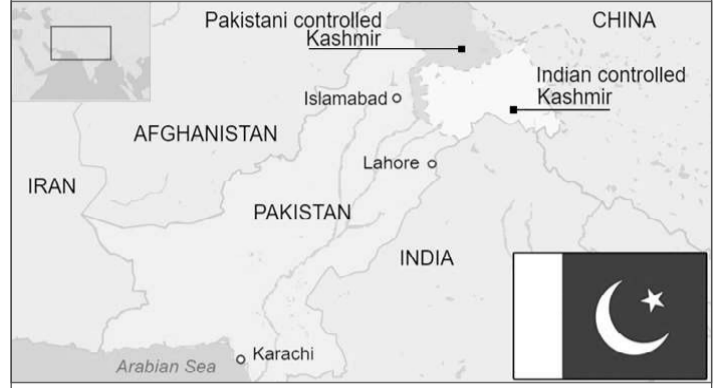 Pakistani controlled
Kashmir
CHINA
Indian controlled
Kashmir
Islamabad
AFGHANISTAN
Lahore
IRAN
PAKISTAN
INDIA
Karachi
Arabian Sea